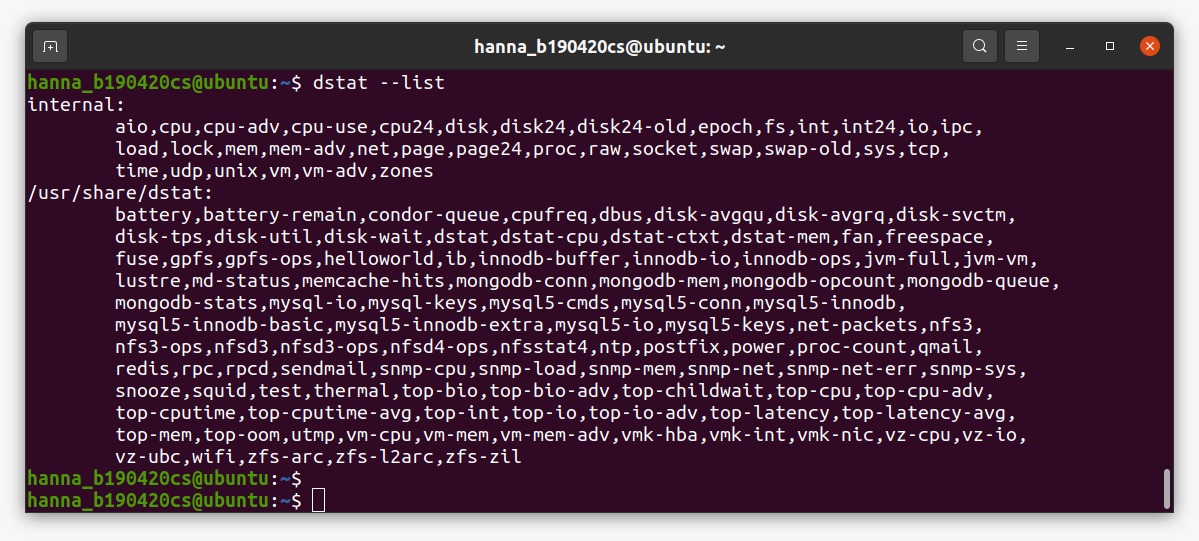 hanna_b190420cs@ubuntu: ~
hanna_b190420cs@ubuntu:~$ dstat --list
internal:
aio,cpu,cpu-adv,cpu-use,cpu24,disk,disk24,disk24-old,epoch,fs,int,int24,io,ipc,
load,lock,mem,mem-adv,net,page,page24,proc,raw,socket,swap,swap-old,sys,tcp,
time,udp,unix,vm,vm-adv,zones
/usr/share/dstat:
battery,battery-remain,condor-queue,cpufreq,dbus,disk-avgqu,disk-avgrq,disk-svctm,
disk-tps,disk-util,disk-wait,dstat,dstat-cpu,dstat-ctxt,dstat-mem,fan,freespace,
fuse,gpfs,gpfs-ops,helloworld,ib,innodb-buffer,innodb-io,innodb-ops,jvm-full,jvm-vm,
lustre,md-status,memcache-hits,mongodb-conn,mongodb-mem,mongodb-opcount,mongodb-queue,
mongodb-stats,mysql-io,mysql-keys,mysql5-cmds,mysql5-conn,mysql5-innodb,
mysql5-innodb-basic,mysql5-innodb-extra,mysql5-io,mysql5-keys,net-packets,nfs3,
nfs3-ops,nfsd3,nfsd3-ops,nfsd4-ops,nfsstat4,ntp,postfix,power,proc-count,qmail,
redis,rpc,rpcd,sendmail,snmp-cpu,snmp-load,snmp-mem,snmp-net,snmp-net-err,snmp-sys,
snooze,squid,test,thermal,top-bio,top-bio-adv,top-childwait,top-cpu,top-cpu-adv,
top-cputime,top-cputime-avg,top-int,top-io,top-io-adv,top-latency,top-latency-avg,
top-mem,top-oom,utmp,vm-cpu,vm-mem,vm-mem-adv,vmk-hba,vmk-int,vmk-nic,vz-cpu,vz-io,
vz-ubc,wifi,zfs-arc,zfs-l2arc,zfs-zil
hanna_b190420cs@ubuntu:~$
hanna_b190420cs@ubuntu:~$